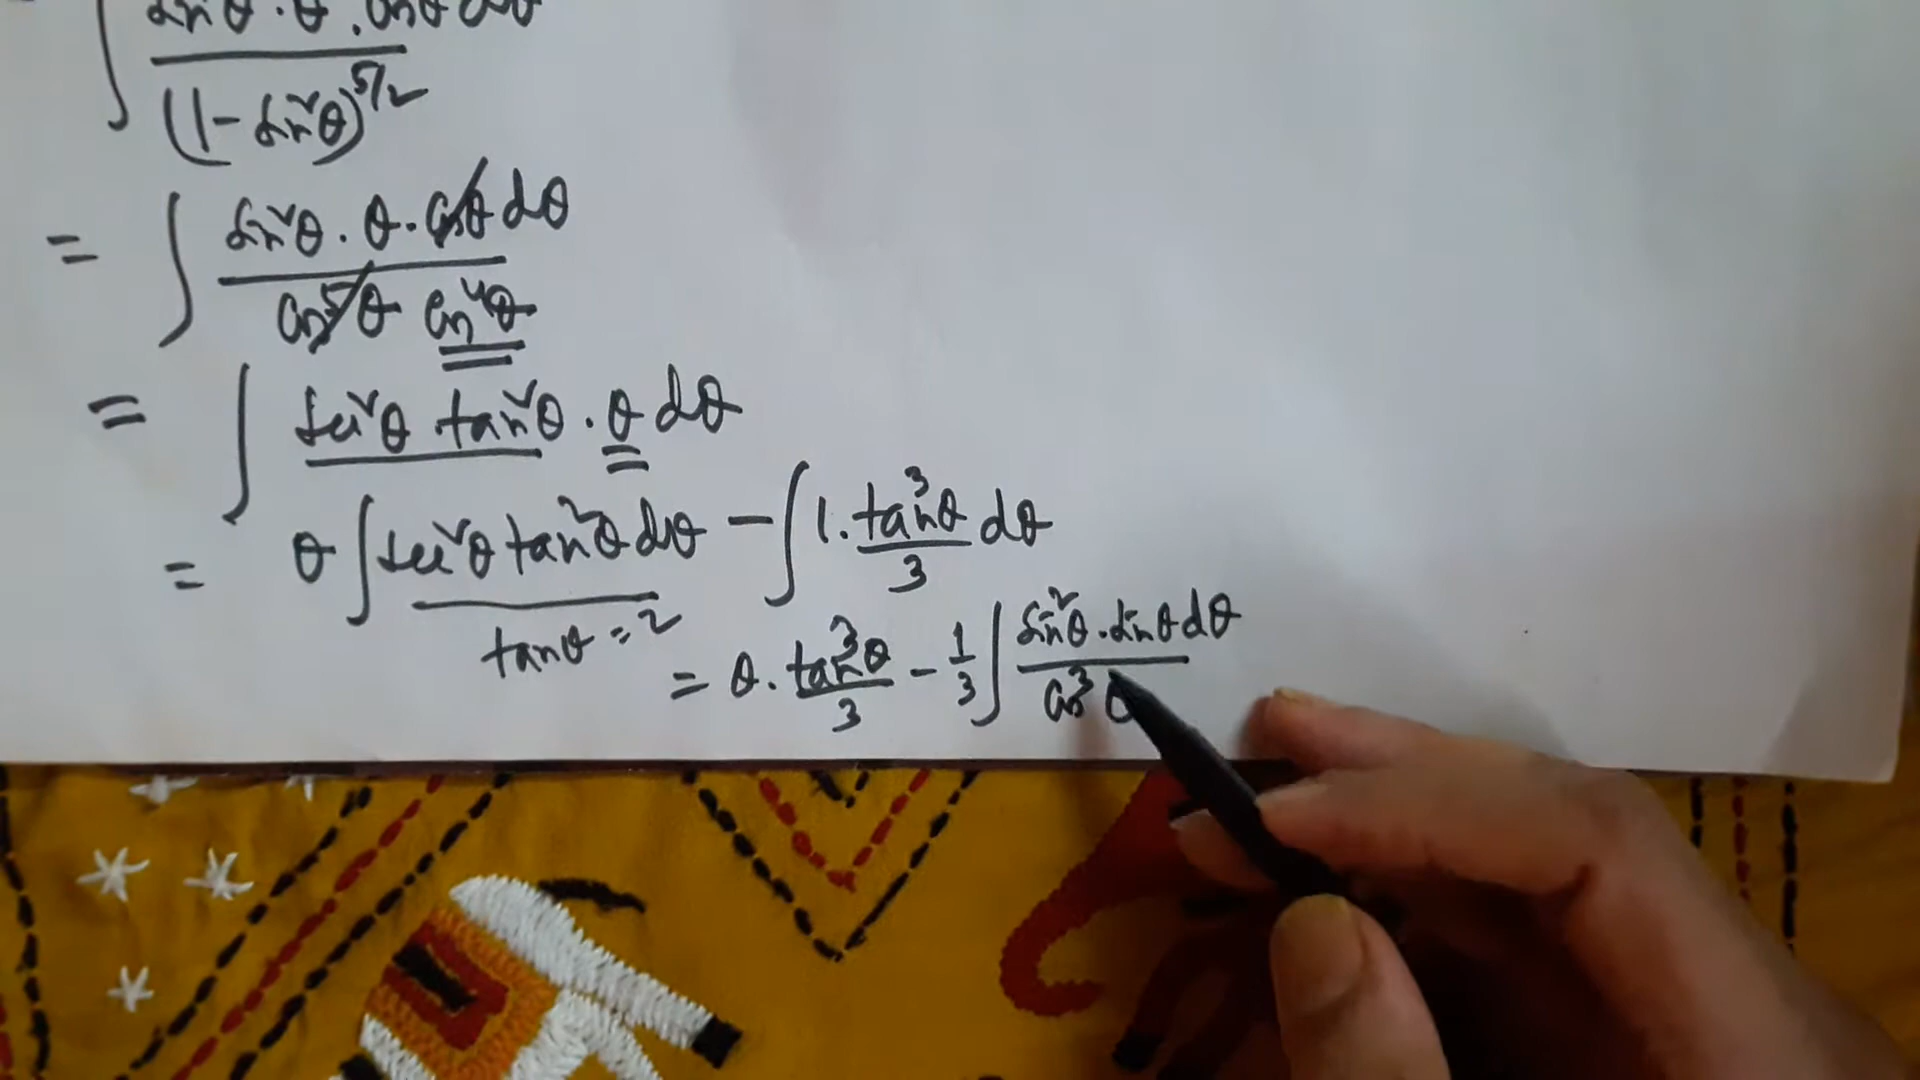 ∫ sin²θ · θ · cosθ dθ / (1 - sin²θ)^5/2
= ∫ sin²θ · θ · cosθ dθ / cos⁵θ cos⁴θ
= ∫ sec²θ · tan²θ · θ dθ
= θ ∫ sec²θ tan²θ dθ - ∫ 1 · tan³θ / 3 dθ
tanθ = z
= θ · tan³θ / 3 - 1/3 ∫ sin²θ · sinθ dθ / cos³θ